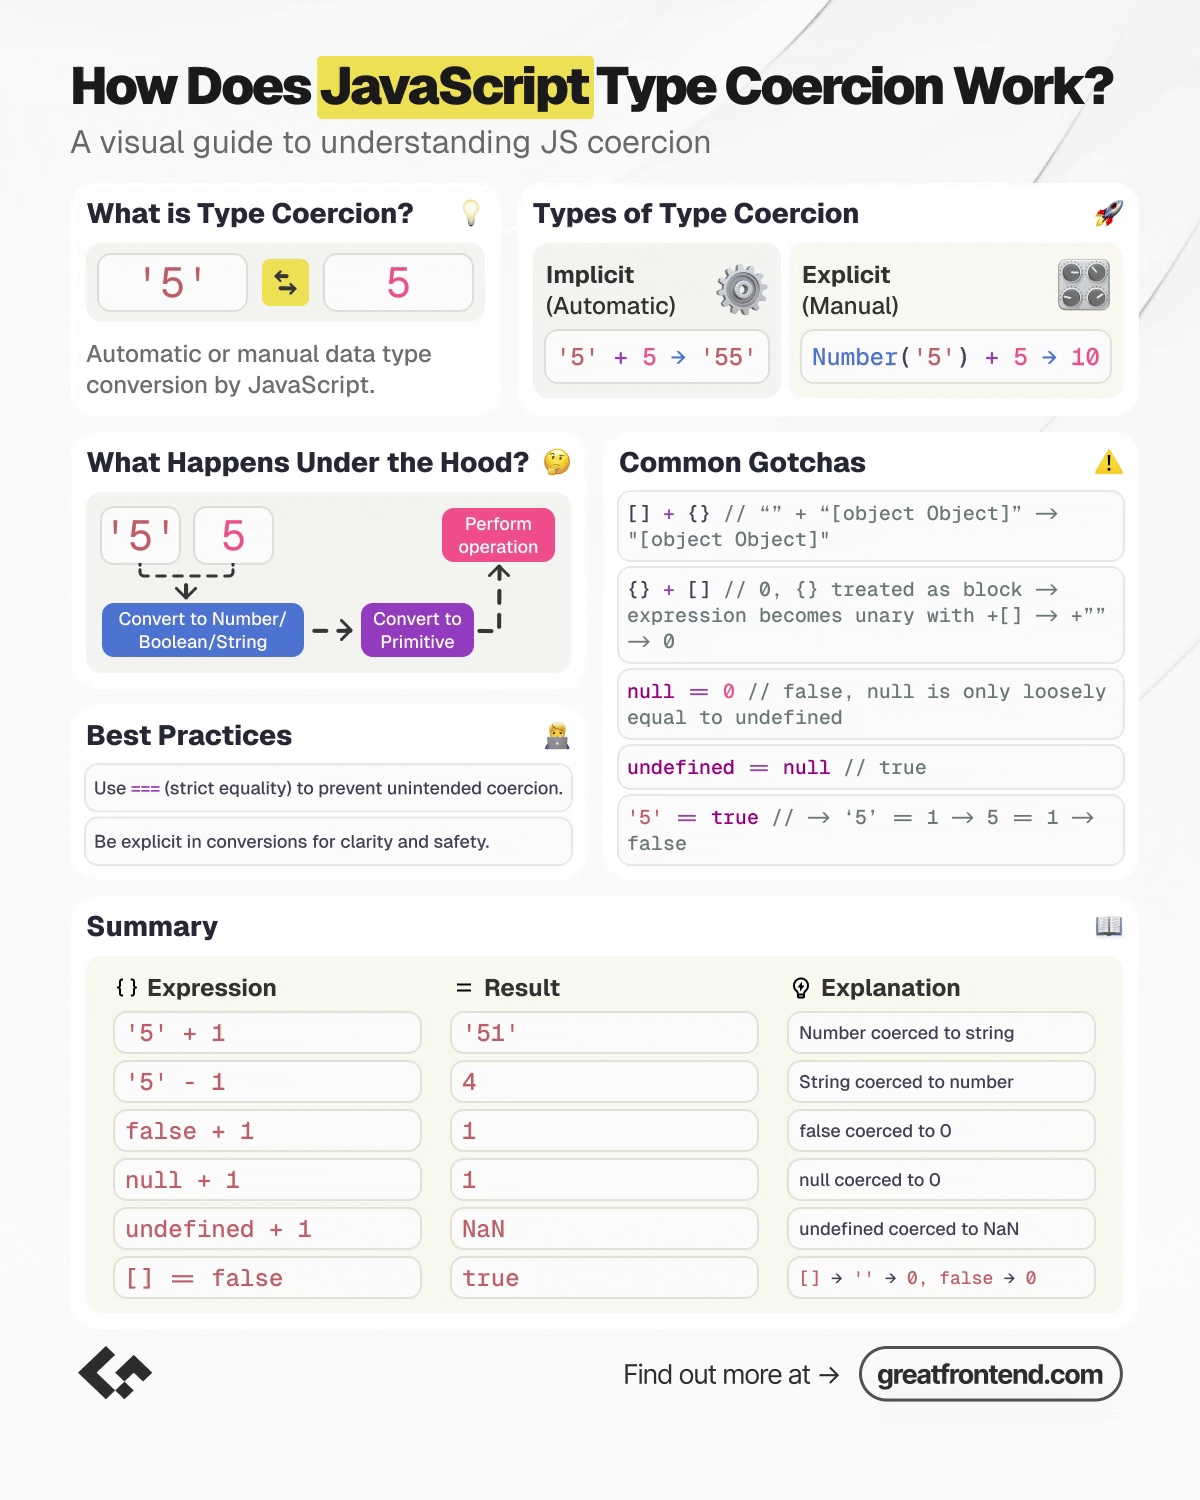 How Does JavaScript Type Coercion Work?
A visual guide to understanding JS coercion
What is Type Coercion?
'5'
5
Automatic or manual data type
conversion by JavaScript.
Types of Type Coercion
Implicit
(Automatic)
'5' + 5 → '55'
Explicit
(Manual)
Number('5') + 5 → 10
What Happens Under the Hood?
'5'
5
Perform
operation
Convert to Number/
Boolean/String
Convert to
Primitive
Common Gotchas
[] + {} // “” + “[object Object]” →
"[object Object]"
{} + [] // 0, {} treated as block →
expression becomes unary with +[] → +””
→ 0
null == 0 // false, null is only loosely
equal to undefined
undefined == null // true
'5' == true // → ‘5’ == 1 → 5 == 1 →
false
Best Practices
Use === (strict equality) to prevent unintended coercion.
Be explicit in conversions for clarity and safety.
Summary
{} Expression
= Result
Explanation
'5' + 1
'51'
Number coerced to string
'5' - 1
4
String coerced to number
false + 1
1
false coerced to 0
null + 1
1
null coerced to 0
undefined + 1
NaN
undefined coerced to NaN
[] == false
true
[] → '' → 0, false → 0
Find out more at → greatfrontend.com